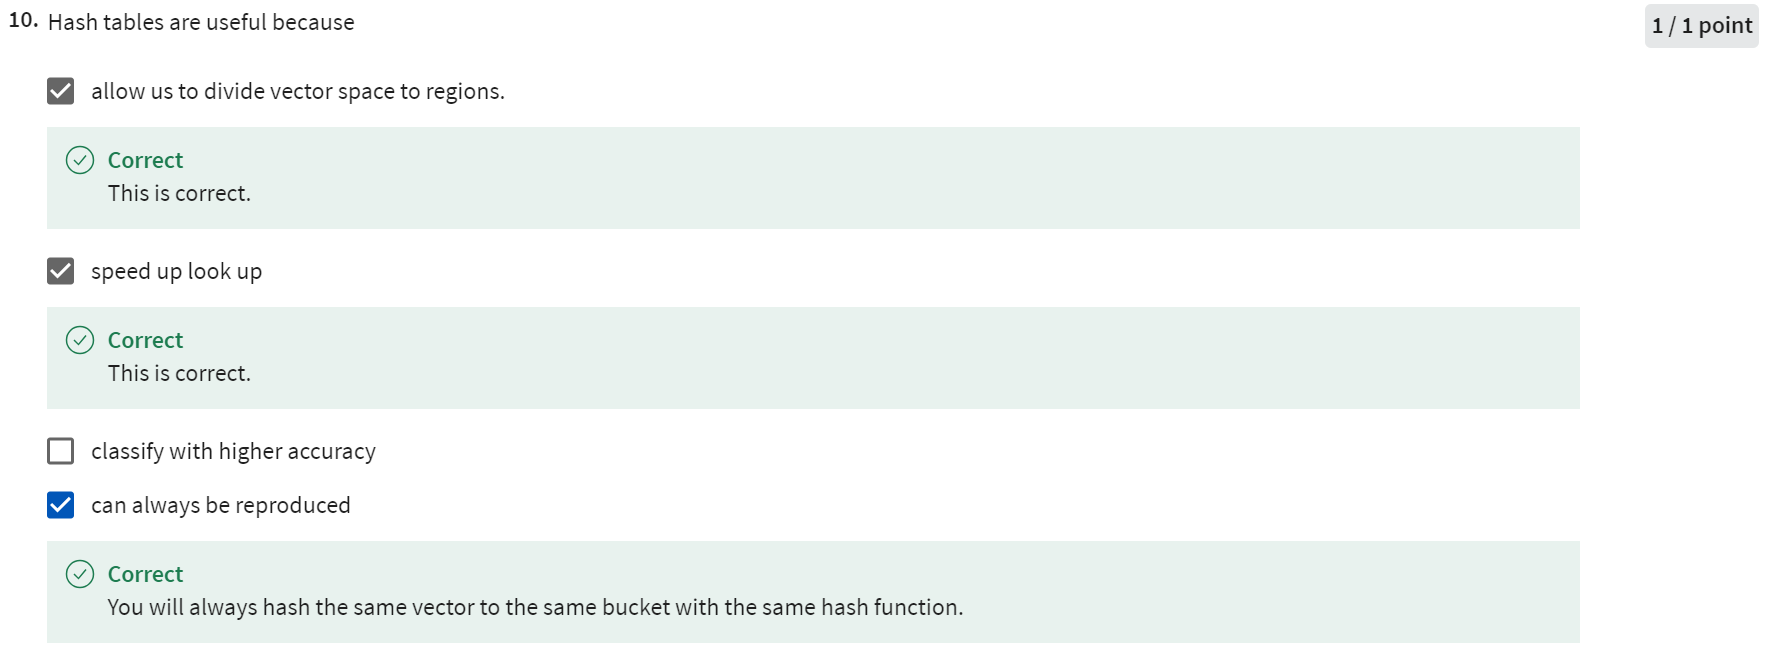 10. Hash tables are useful because
1 / 1 point
allow us to divide vector space to regions.
Correct
This is correct.
speed up look up
Correct
This is correct.
classify with higher accuracy
can always be reproduced
Correct
You will always hash the same vector to the same bucket with the same hash function.